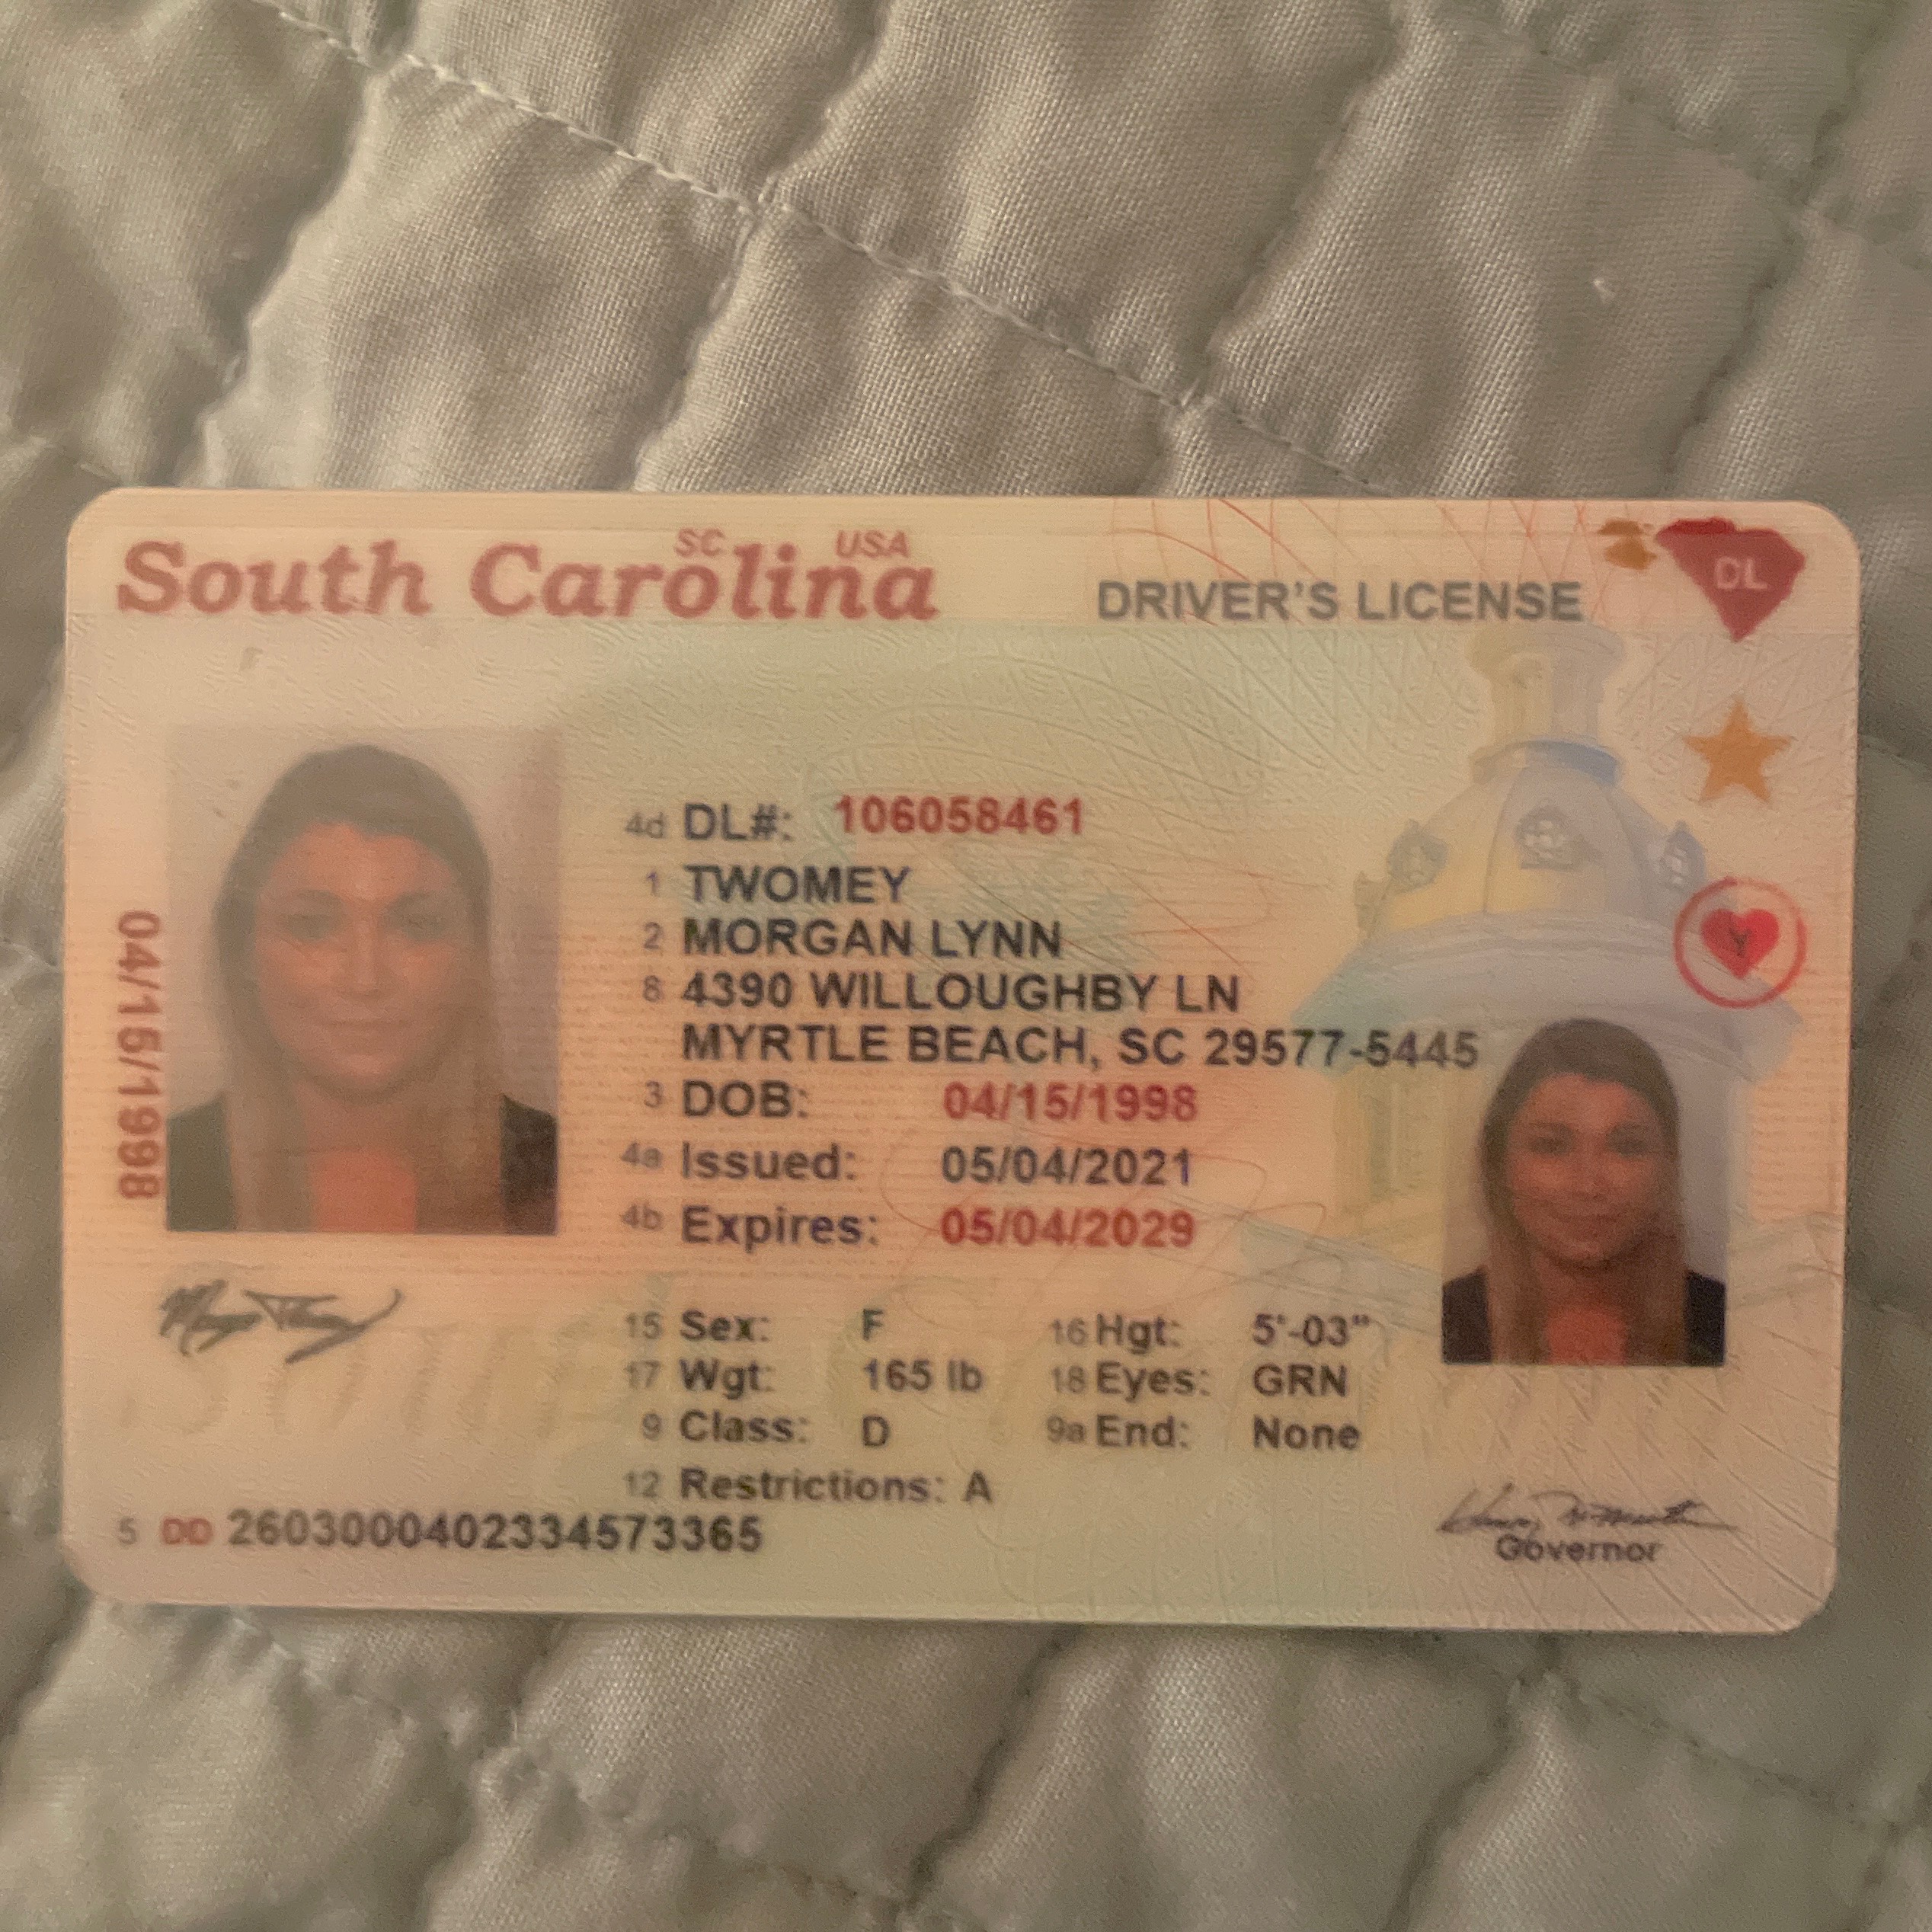 South Carolina SC USA
DRIVER'S LICENSE
DL
4d DL#: 106058461
1 TWOMEY
2 MORGAN LYNN
8 4390 WILLOUGHBY LN
MYRTLE BEACH, SC 29577-5445
3 DOB: 04/15/1998
4a Issued: 05/04/2021
4b Expires: 05/04/2029
04/15/1998
Y
15 Sex: F 16 Hgt: 5'-03"
17 Wgt: 165 lb 18 Eyes: GRN
9 Class: D 9a End: None
12 Restrictions: A
5 DD 2603000402334573365
Governor